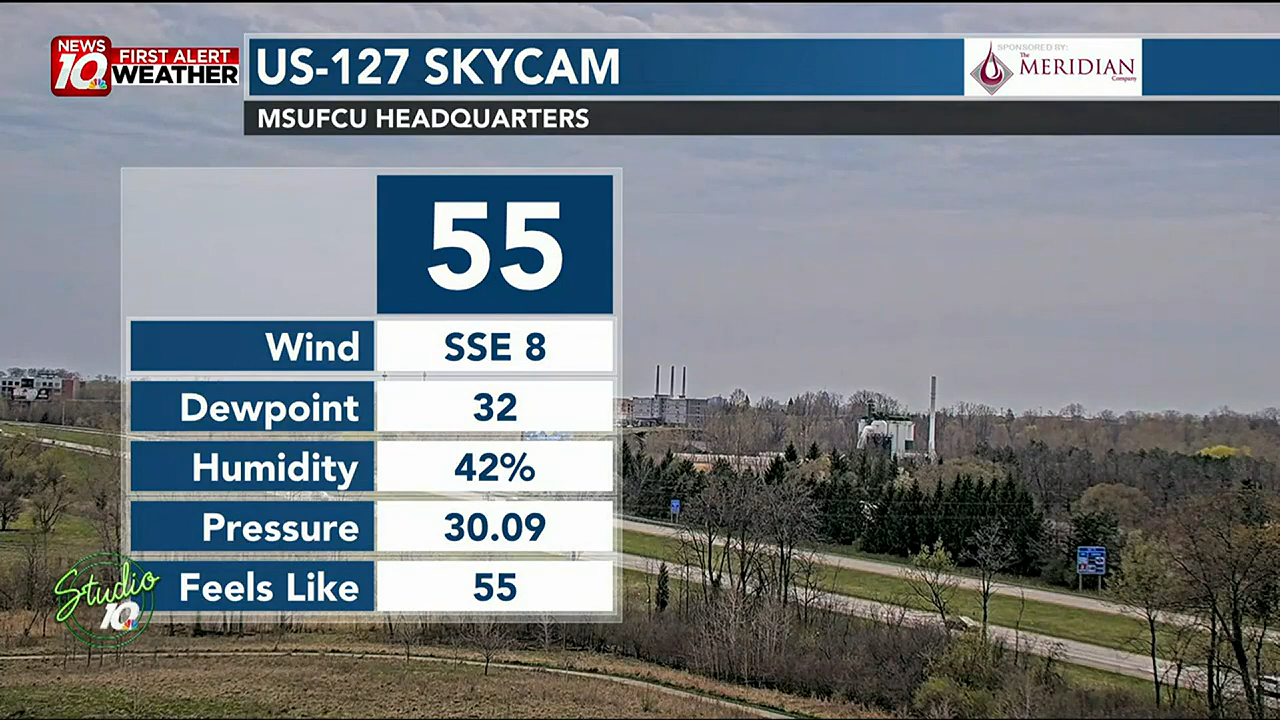 NEWS
10
FIRST ALERT
WEATHER
US-127 SKYCAM
SPONSORED BY:
The
MERIDIAN
Company
MSUFCU HEADQUARTERS
55
Wind SSE 8
Dewpoint 32
Humidity 42%
Pressure 30.09
Feels Like 55
Studio
10